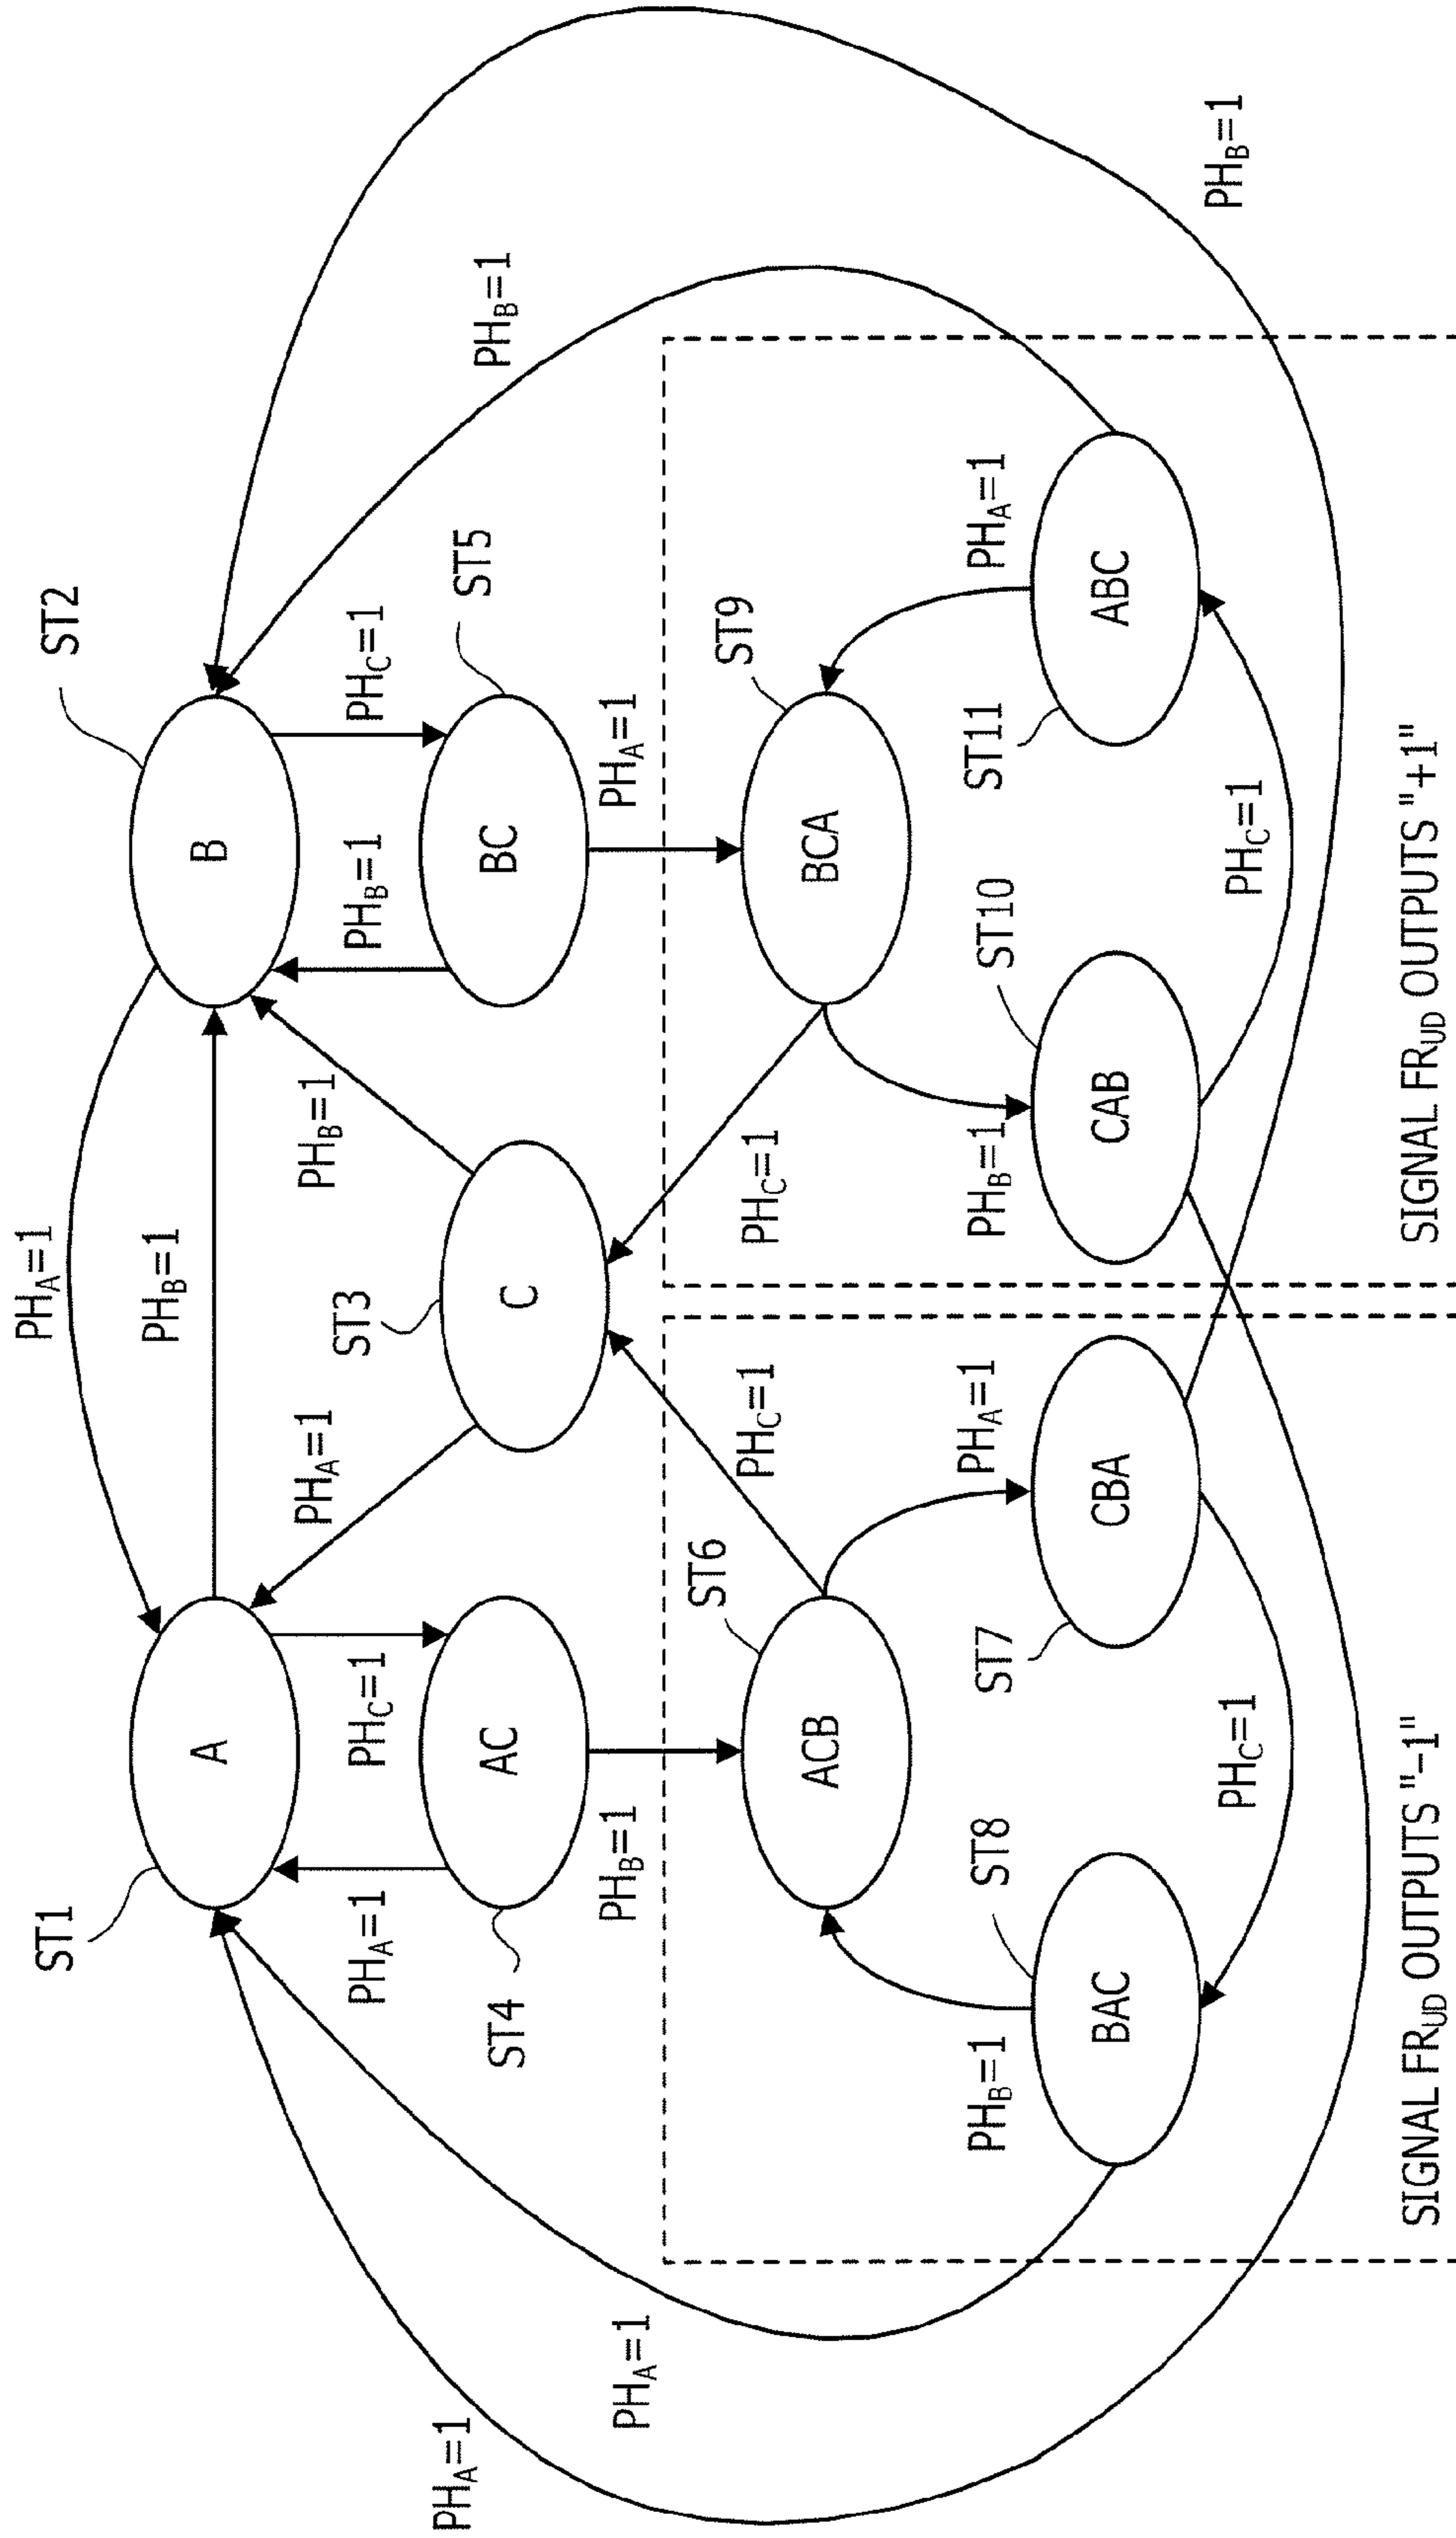 ST1
ST2
PH_A=1
PH_B=1
A
B
PH_A=1
PH_C=1
PH_A=1
PH_B=1
PH_B=1
PH_C=1
PH_B=1
ST3
C
ST4
AC
BC
ST5
PH_A=1
PH_A=1
PH_B=1
PH_A=1
PH_B=1
ST6
ACB
PH_C=1
PH_C=1
BCA
ST9
PH_B=1
ST8
BAC
ST7
CBA
PH_A=1
PH_B=1
ST10
CAB
ST11
ABC
PH_A=1
PH_C=1
PH_C=1
SIGNAL FR_UD OUTPUTS "−1"
SIGNAL FR_UD OUTPUTS "+1"